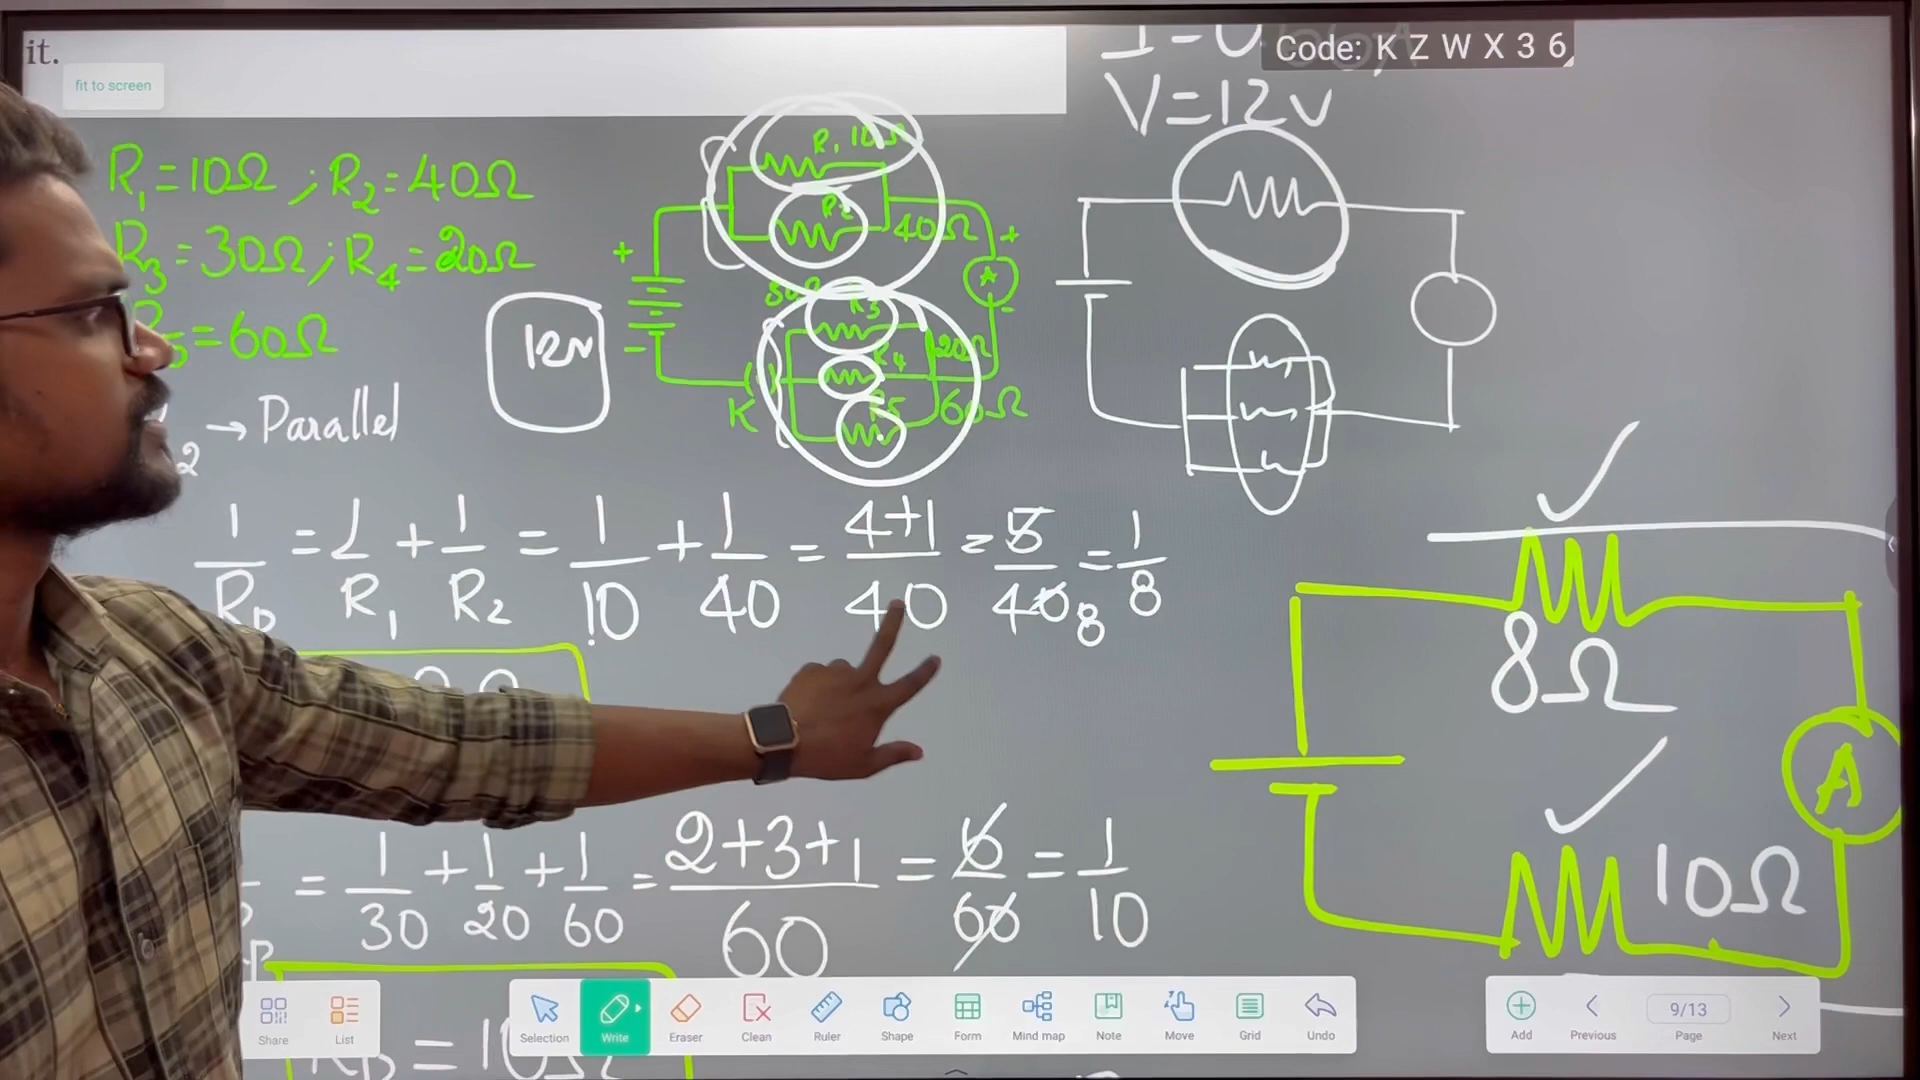 it.
fit to screen
Code: K Z W X 3 6
V=12V
R₁=10Ω ; R₂=40Ω
R₃=30Ω ; R₄=20Ω
=60Ω
12V
+
-
R₁ 10Ω
R₂
40Ω
+
A
-
R₃
R₄ 20Ω
R5 60Ω
K
2 → Parallel
1/Rp = 1/R₁ + 1/R₂ = 1/10 + 1/40 = 4+1/40 = 5/40 8 = 1/8
8Ω
A
10Ω
= 1/30 + 1/20 + 1/60 = 2+3+1/60 = 6/60 = 1/10
= 10Ω
Share List
Selection Write Eraser Clean Ruler Shape Form Mind map Note Move Grid Undo
Add Previous 9/13 Page Next